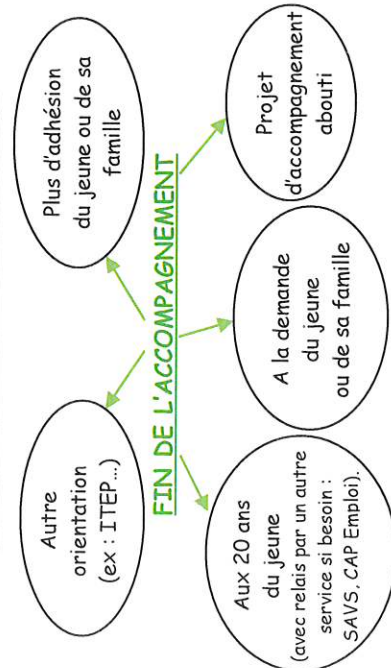 Autre
orientation
(ex : ITEP...)
Plus d'adhésion
du jeune ou de sa
famille
FIN DE L'ACCOMPAGNEMENT
Aux 20 ans
du jeune
(avec relais par un autre
service si besoin :
SAVS, CAP Emploi).
A la demande
du jeune
ou de sa famille
Projet
d'accompagnement
abouti